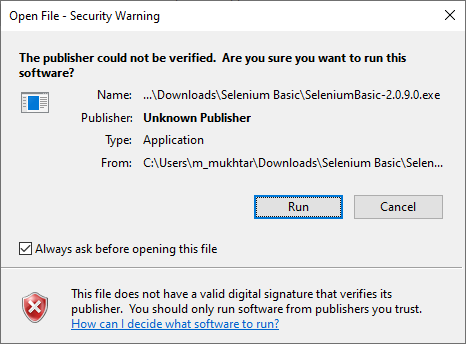 Open File - Security Warning
The publisher could not be verified.  Are you sure you want to run this
software?
Name: ...\Downloads\Selenium Basic\SeleniumBasic-2.0.9.0.exe
Publisher: Unknown Publisher
Type: Application
From: C:\Users\m_mukhtar\Downloads\Selenium Basic\Selen...
Run Cancel
Always ask before opening this file
This file does not have a valid digital signature that verifies its
publisher.  You should only run software from publishers you trust.
How can I decide what software to run?